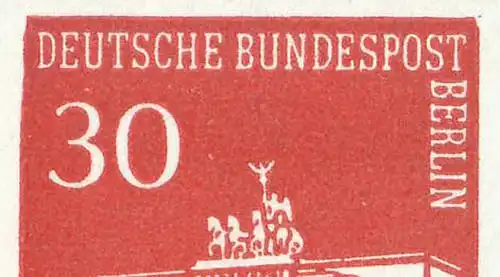 DEUTSCHE BUNDESPOST
BERLIN
30